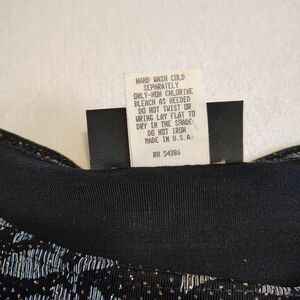 HAND WASH COLD
SEPARATELY
ONLY-NON CHLORINE
BLEACH AS NEEDED
DO NOT TWIST OR
WRING LAY FLAT TO
DRY IN THE SHADE
DO NOT IRON
MADE IN U.S.A.
RN 54386